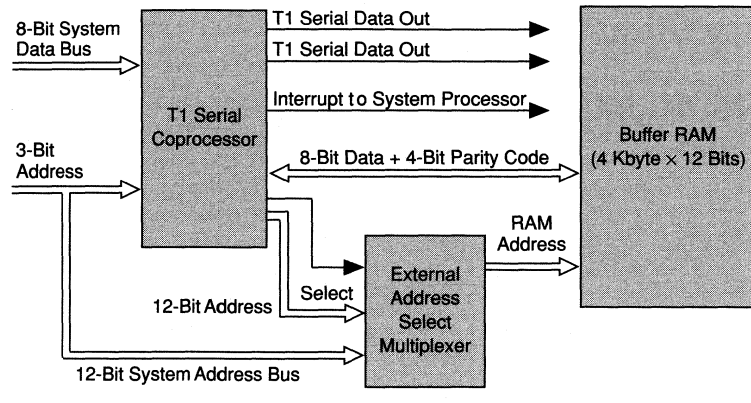 8-Bit System
Data Bus
T1 Serial Data Out
T1 Serial Data Out
Interrupt to System Processor
T1 Serial
Coprocessor
3-Bit
Address
8-Bit Data + 4-Bit Parity Code
Buffer RAM
(4 Kbyte × 12 Bits)
RAM
Address
12-Bit Address
Select
External
Address
Select
Multiplexer
12-Bit System Address Bus